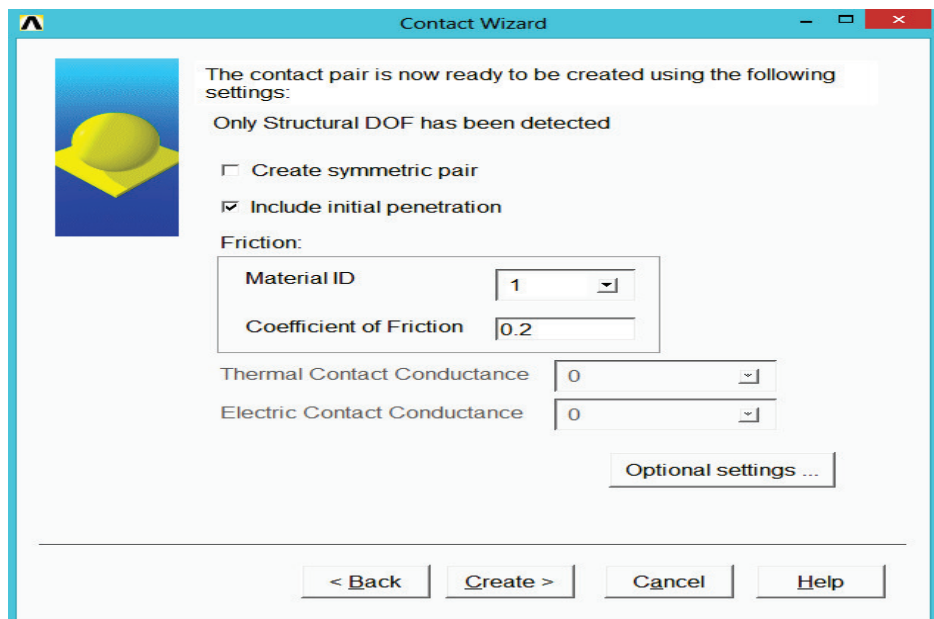 Contact Wizard
The contact pair is now ready to be created using the following
settings:
Only Structural DOF has been detected
Create symmetric pair
Include initial penetration
Friction:
Material ID 1
Coefficient of Friction 0.2
Thermal Contact Conductance 0
Electric Contact Conductance 0
Optional settings ...
< Back Create > Cancel Help